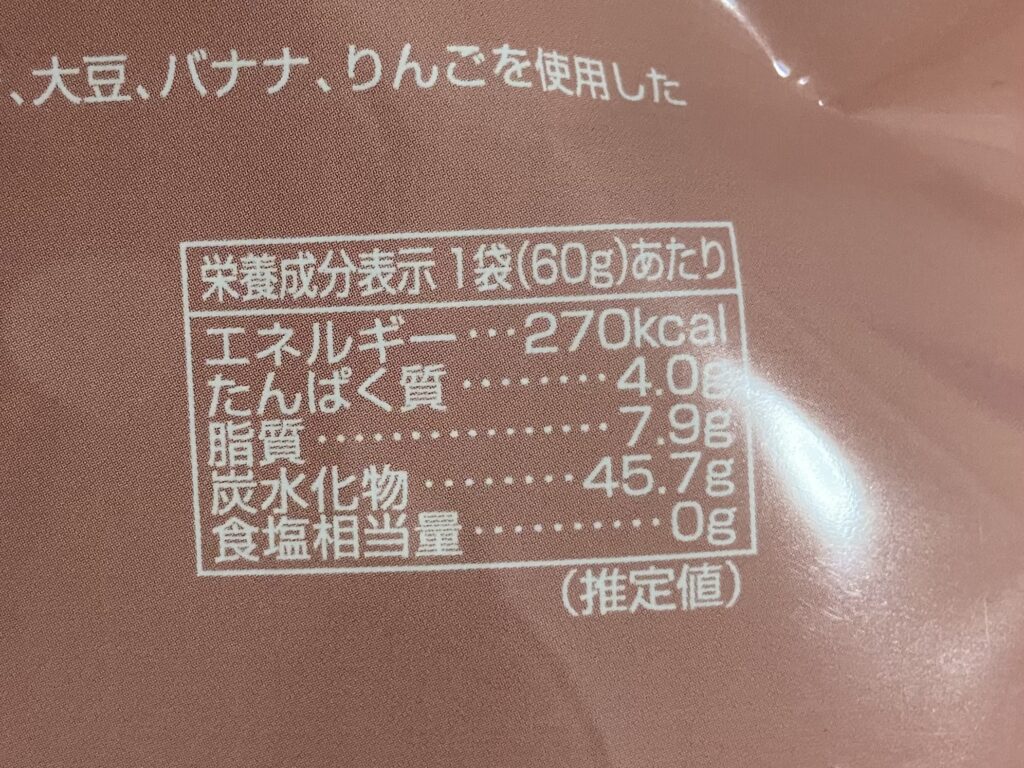 、大豆、バナナ、りんごを使用した
栄養成分表示 1袋(60g)あたり
エネルギー…270kcal
たんぱく質………4.0g
脂質………………7.9g
炭水化物………45.7g
食塩相当量…………0g
(推定値)